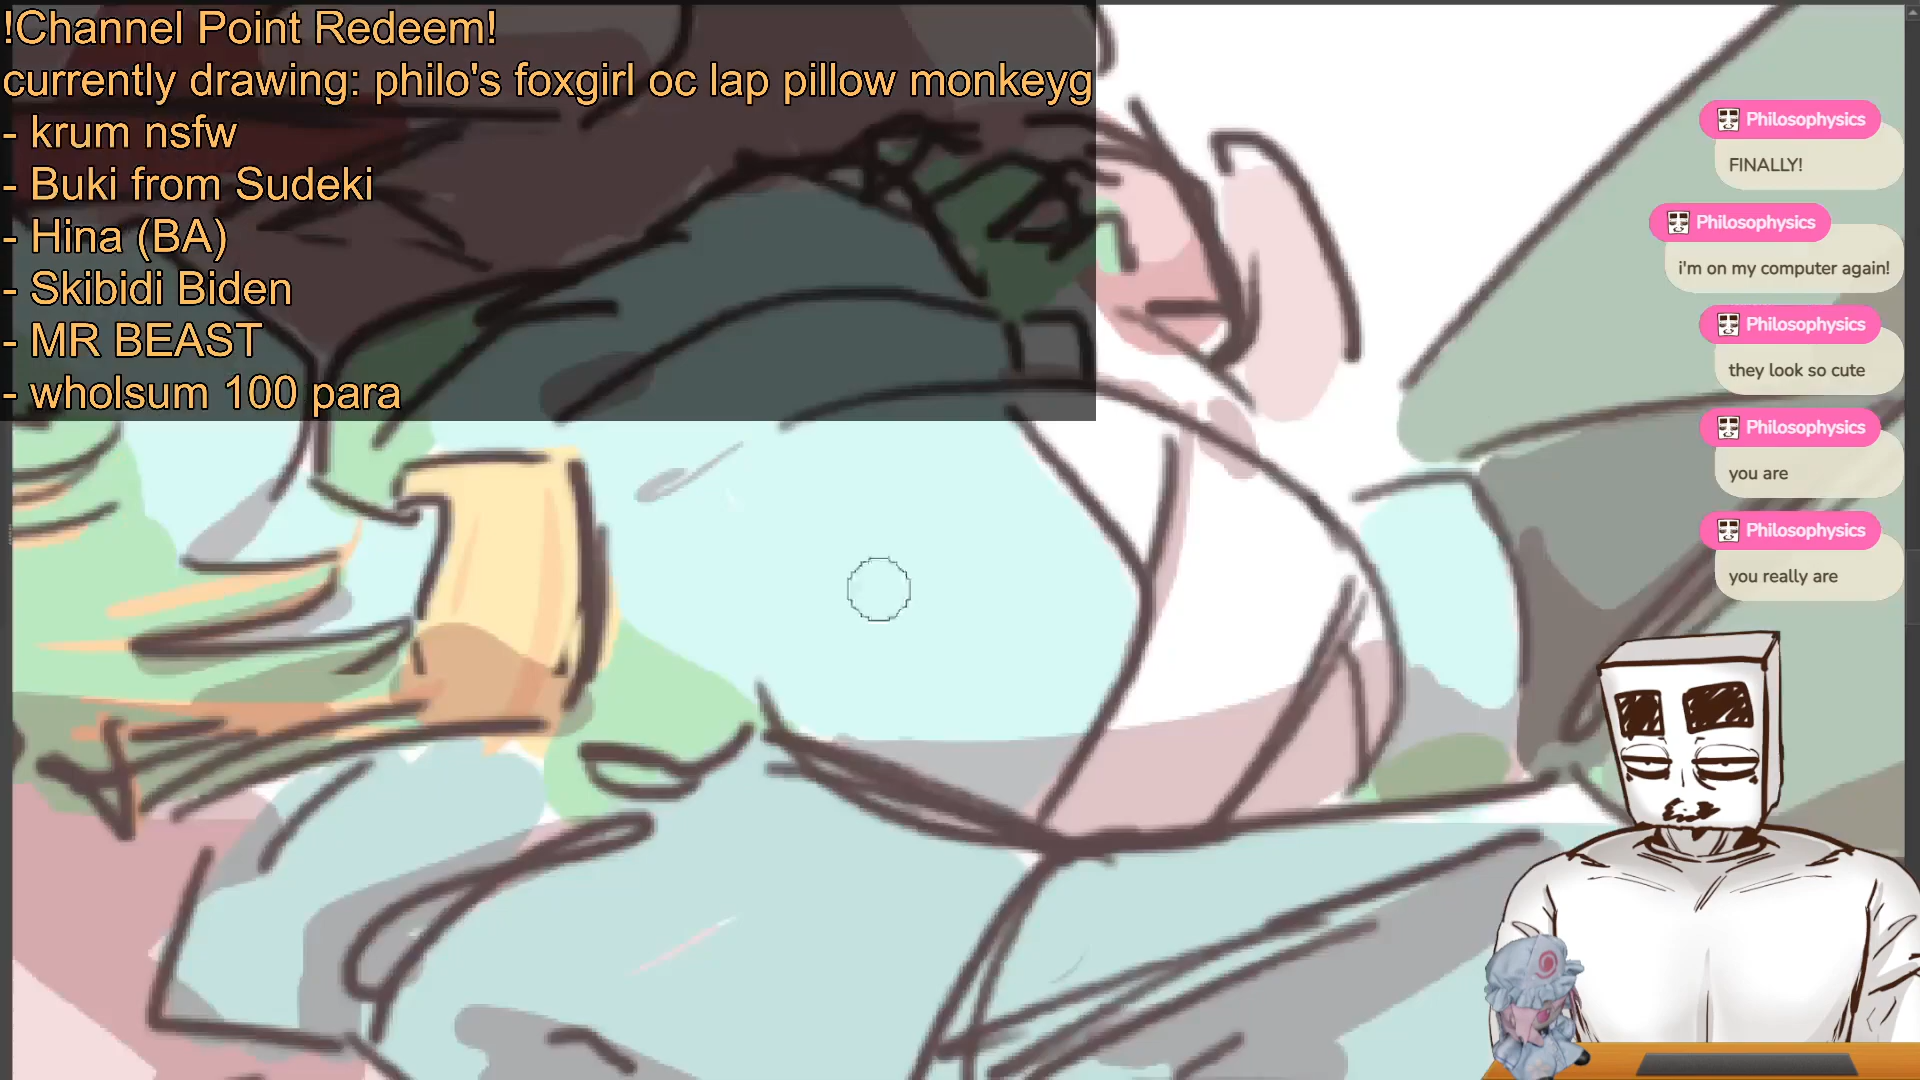 !Channel Point Redeem!
currently drawing: philo's foxgirl oc lap pillow monkeyg
- krum nsfw
- Buki from Sudeki
- Hina (BA)
- Skibidi Biden
- MR BEAST
- wholsum 100 para
Philosophysics
FINALLY!
Philosophysics
i'm on my computer again!
Philosophysics
they look so cute
Philosophysics
you are
Philosophysics
you really are